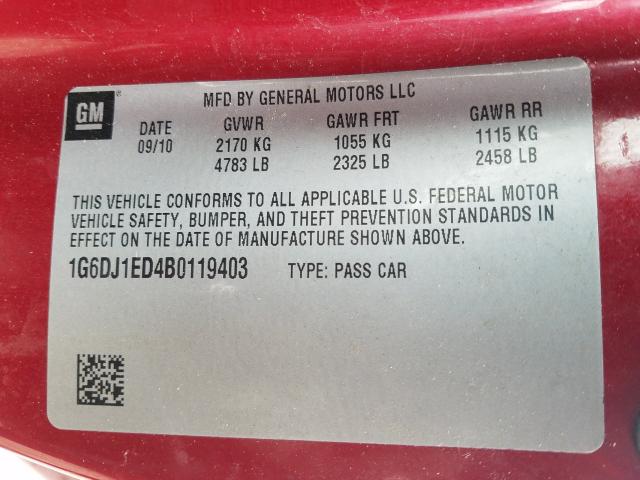 GM
MFD BY GENERAL MOTORS LLC
DATE GVWR GAWR FRT GAWR RR
09/10 2170 KG 1055 KG 1115 KG
4783 LB 2325 LB 2458 LB
THIS VEHICLE CONFORMS TO ALL APPLICABLE U.S. FEDERAL MOTOR
VEHICLE SAFETY, BUMPER, AND THEFT PREVENTION STANDARDS IN
EFFECT ON THE DATE OF MANUFACTURE SHOWN ABOVE.
1G6DJ1ED4B0119403 TYPE: PASS CAR